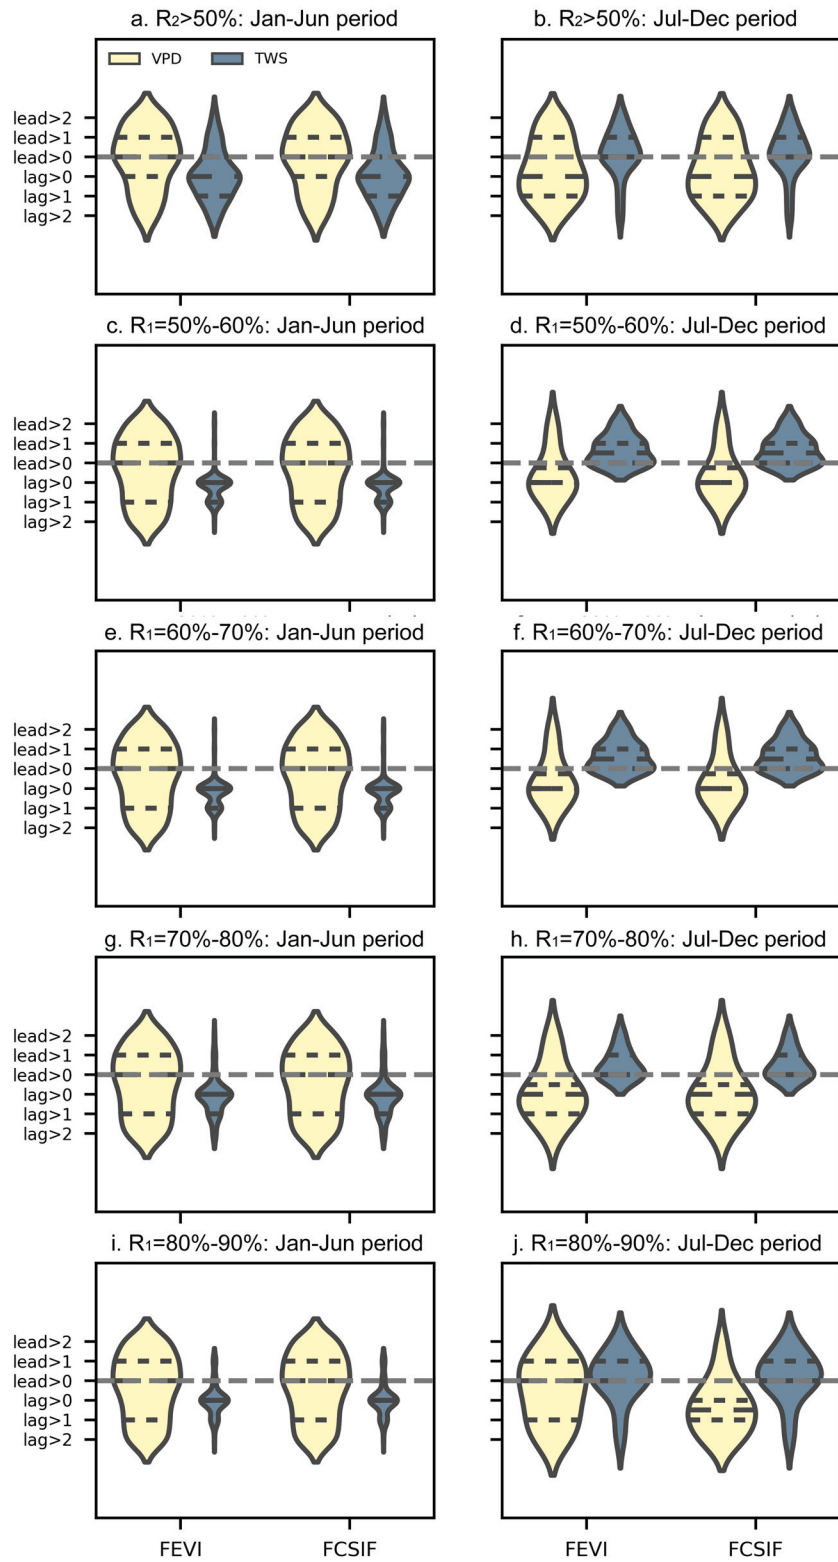 a. R₂>50%: Jan-Jun period
b. R₂>50%: Jul-Dec period
VPD TWS
lead>2
lead>1
lead>0
lag>0
lag>1
lag>2
c. R₁=50%-60%: Jan-Jun period
d. R₁=50%-60%: Jul-Dec period
lead>2
lead>1
lead>0
lag>0
lag>1
lag>2
e. R₁=60%-70%: Jan-Jun period
f. R₁=60%-70%: Jul-Dec period
lead>2
lead>1
lead>0
lag>0
lag>1
lag>2
g. R₁=70%-80%: Jan-Jun period
h. R₁=70%-80%: Jul-Dec period
lead>2
lead>1
lead>0
lag>0
lag>1
lag>2
i. R₁=80%-90%: Jan-Jun period
j. R₁=80%-90%: Jul-Dec period
lead>2
lead>1
lead>0
lag>0
lag>1
lag>2
FEVI FCSIF FEVI FCSIF